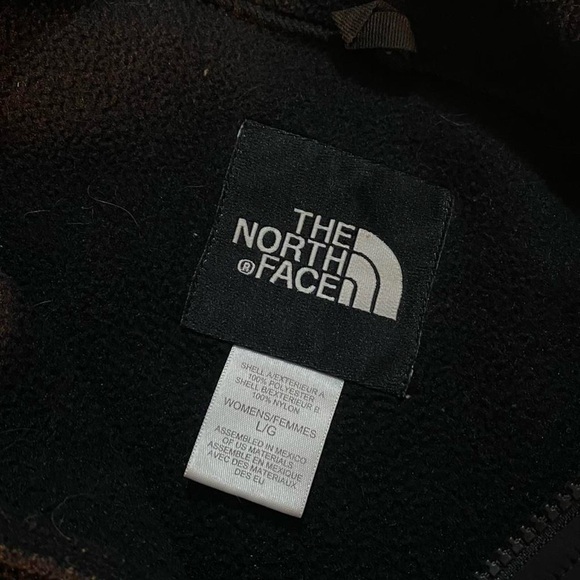 THE
NORTH
® FACE
SHELL A/EXTERIEUR A
100% POLYESTER
SHELL B/EXTERIEUR B
100% NYLON
WOMENS/FEMMES
L/G
ASSEMBLED IN MEXICO
OF US MATERIALS
ASSEMBLE EN MEXIQUE
AVEC DES MATERIAUX
DES EU